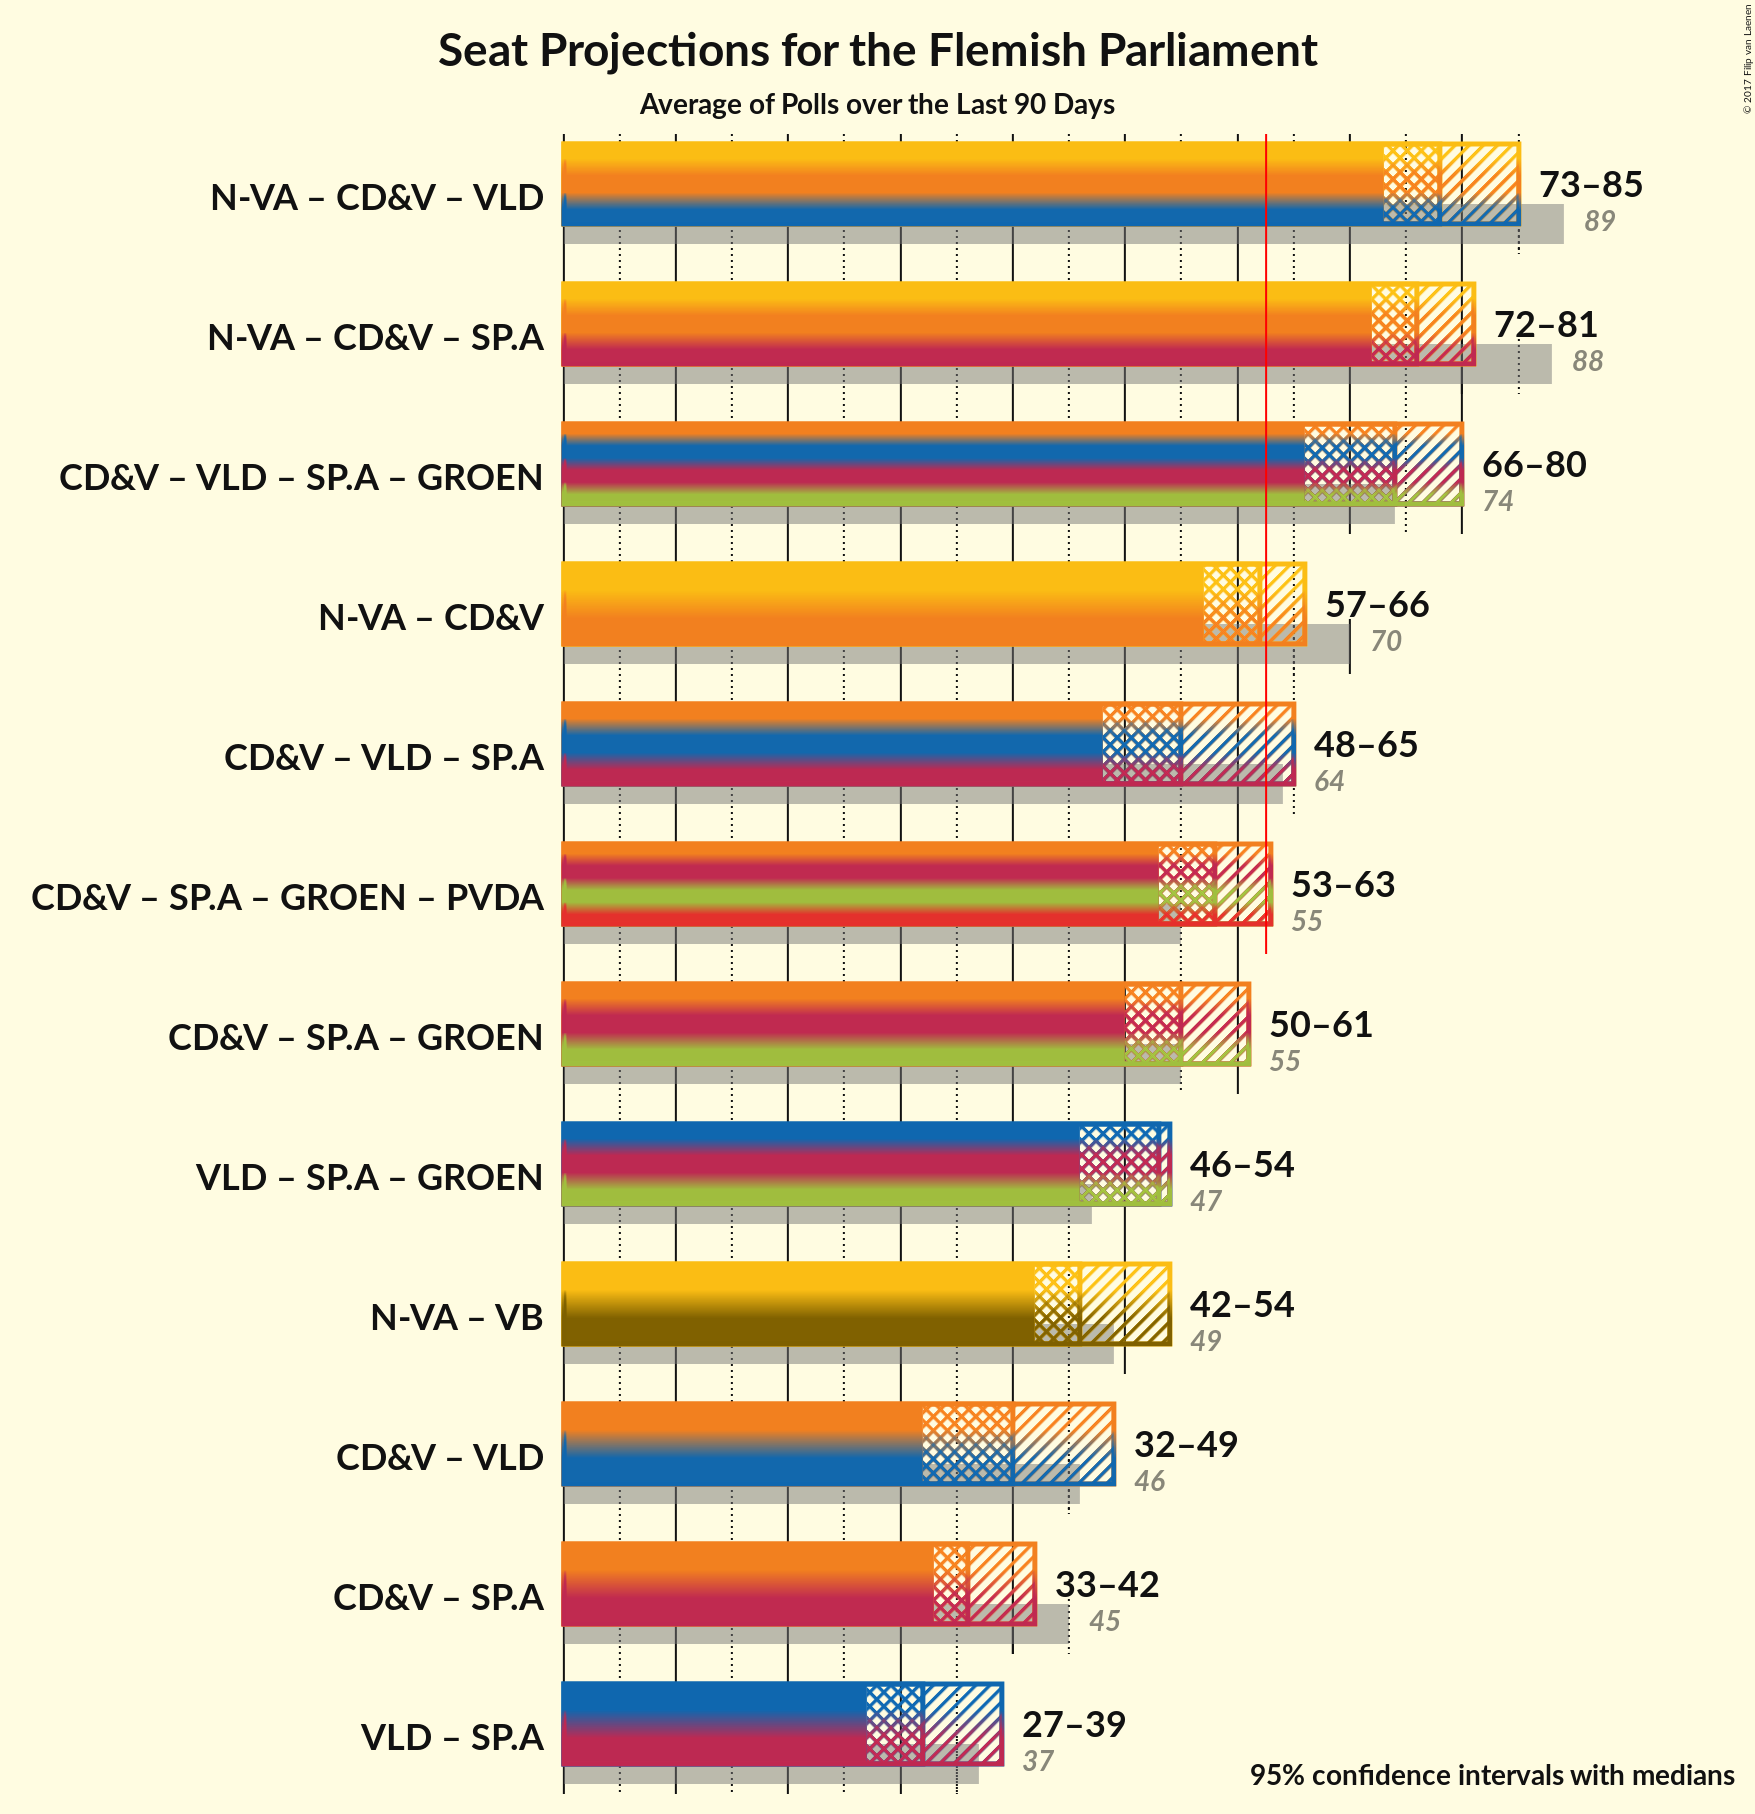 Seat Projections for the Flemish Parliament
Average of Polls over the Last 90 Days
© 2017 Filip van Laenen
N-VA – CD&V – VLD
73–85
89
N-VA – CD&V – SP.A
72–81
88
CD&V – VLD – SP.A – GROEN
66–80
74
N-VA – CD&V
57–66
70
CD&V – VLD – SP.A
48–65
64
CD&V – SP.A – GROEN – PVDA
53–63
55
CD&V – SP.A – GROEN
50–61
55
VLD – SP.A – GROEN
46–54
47
N-VA – VB
42–54
49
CD&V – VLD
32–49
46
CD&V – SP.A
33–42
45
VLD – SP.A
27–39
37
95% confidence intervals with medians